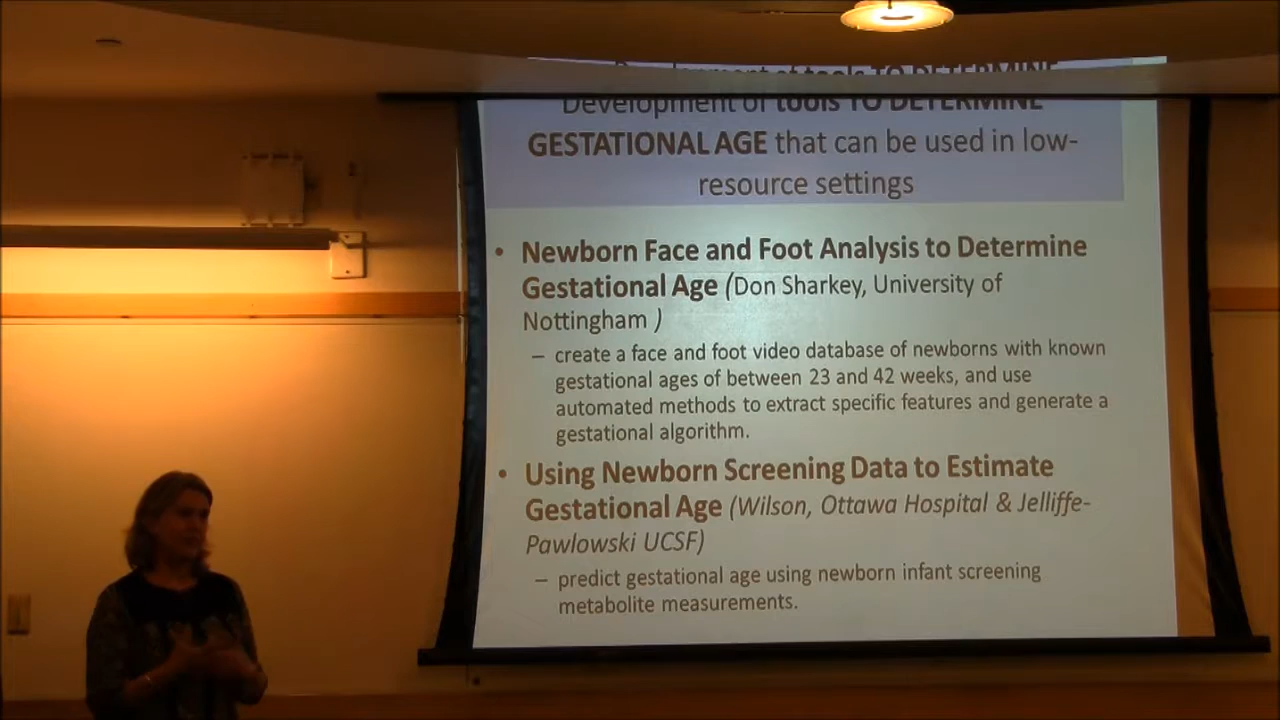 Development of tools TO DETERMINE
GESTATIONAL AGE that can be used in low-
resource settings
• Newborn Face and Foot Analysis to Determine
Gestational Age (Don Sharkey, University of
Nottingham )
– create a face and foot video database of newborns with known
gestational ages of between 23 and 42 weeks, and use
automated methods to extract specific features and generate a
gestational algorithm.
• Using Newborn Screening Data to Estimate
Gestational Age (Wilson, Ottawa Hospital & Jelliffe-
Pawlowski UCSF)
– predict gestational age using newborn infant screening
metabolite measurements.